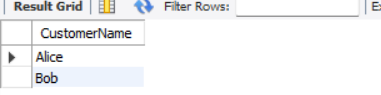 Result Grid Filter Rows:
CustomerName
Alice
Bob